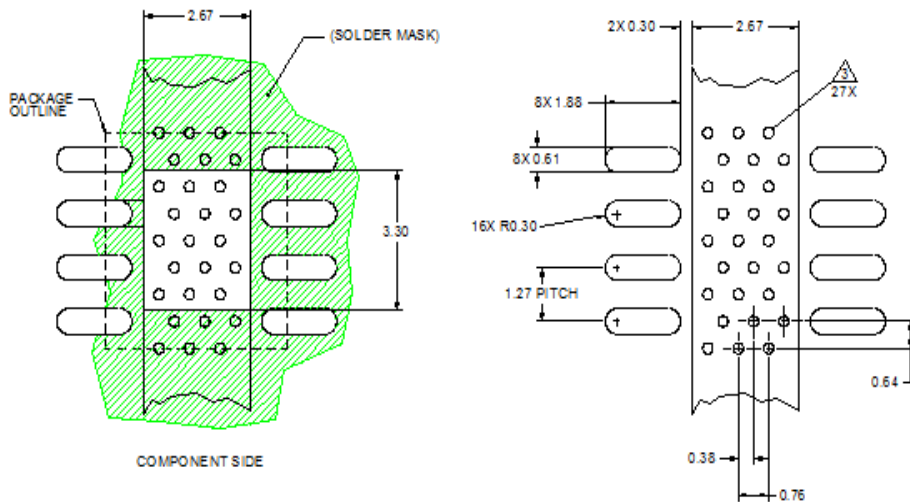 2.67
(SOLDER MASK)
PACKAGE
OUTLINE
3.30
COMPONENT SIDE
2X 0.30
2.67
3
27X
8X 1.88
8X 0.61
16X R0.30
1.27 PITCH
0.64
0.38
0.76